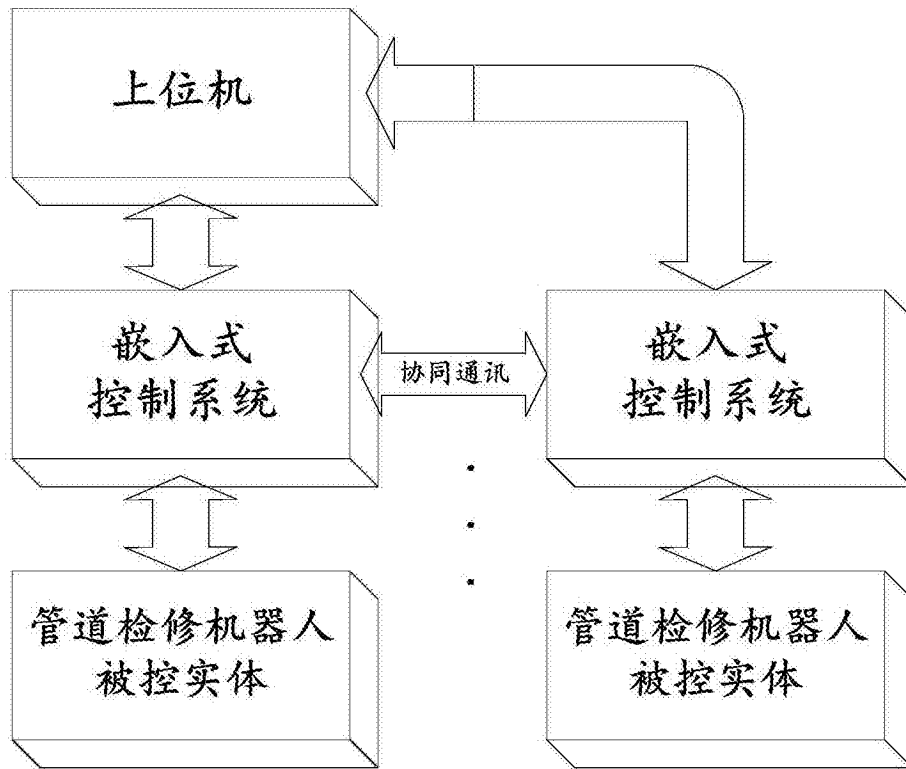 上位机
嵌入式
控制系统
协同通讯
嵌入式
控制系统
管道检修机器人
被控实体
管道检修机器人
被控实体